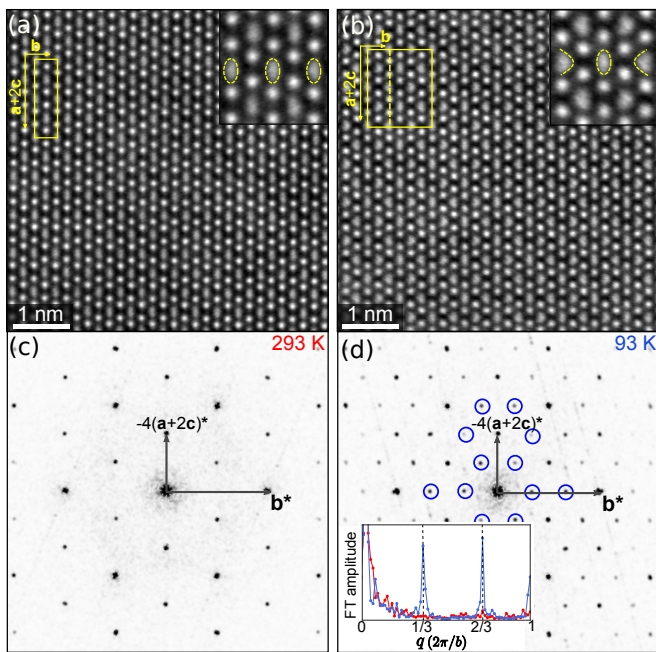 (a)
b
a+2c
1 nm
(b)
b
a+2c
1 nm
(c)
293 K
-4(a+2c)*
b*
(d)
93 K
-4(a+2c)*
b*
FT amplitude
0
1/3
2/3
1
q (2π/b)